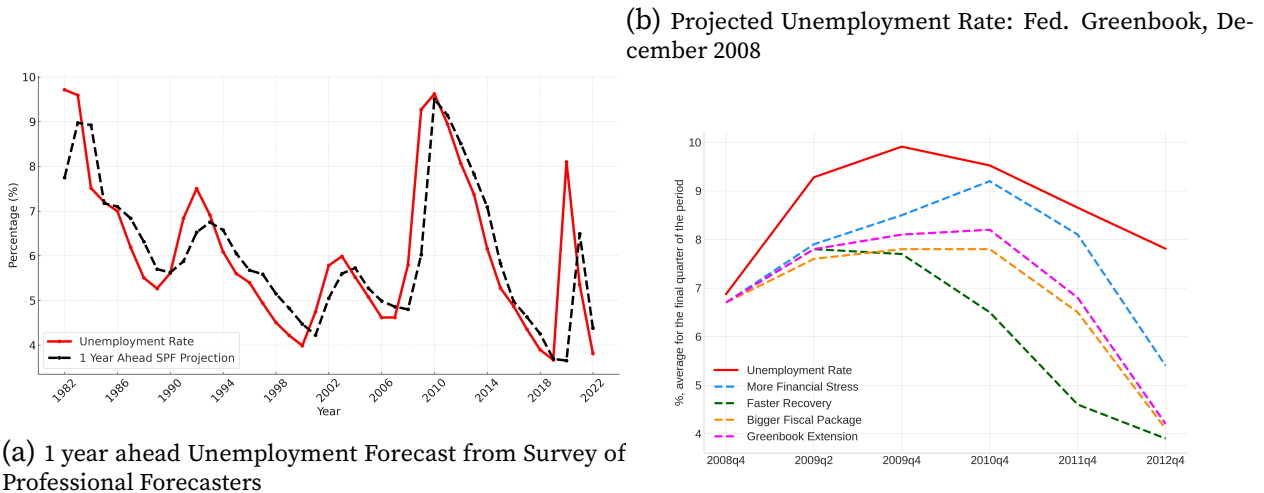 (b) Projected Unemployment Rate: Fed. Greenbook, De-
cember 2008
10
9
8
7
6
5
4
Percentage (%)
Unemployment Rate
1 Year Ahead SPF Projection
1982
1986
1990
1994
1998
2002
2006
2010
2014
2018
2022
Year
(a) 1 year ahead Unemployment Forecast from Survey of
Professional Forecasters
10
9
8
7
6
5
4
%, average for the final quarter of the period
Unemployment Rate
More Financial Stress
Faster Recovery
Bigger Fiscal Package
Greenbook Extension
2008q4
2009q2
2009q4
2010q4
2011q4
2012q4